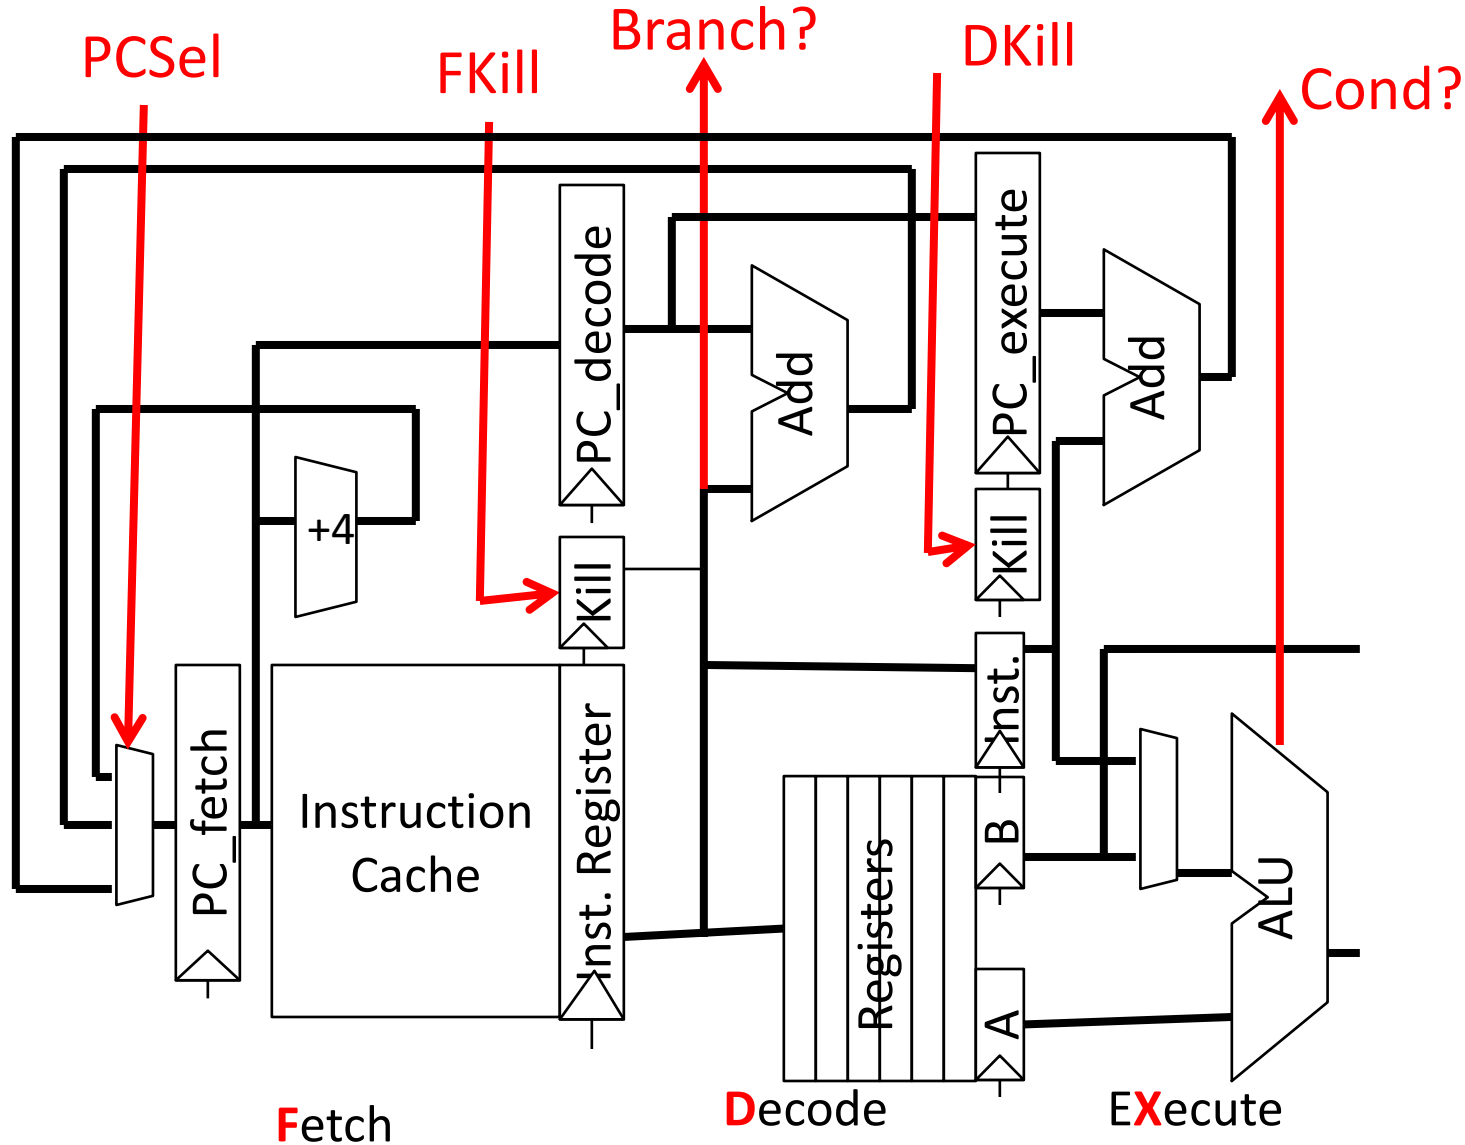 PCSel
FKill
Branch?
DKill
Cond?
PC_decode
PC_execute
Add
Add
+4
Kill
Kill
PC_fetch
Instruction
Cache
Inst. Register
Inst.
Registers
B
A
ALU
Fetch
Decode
EXecute